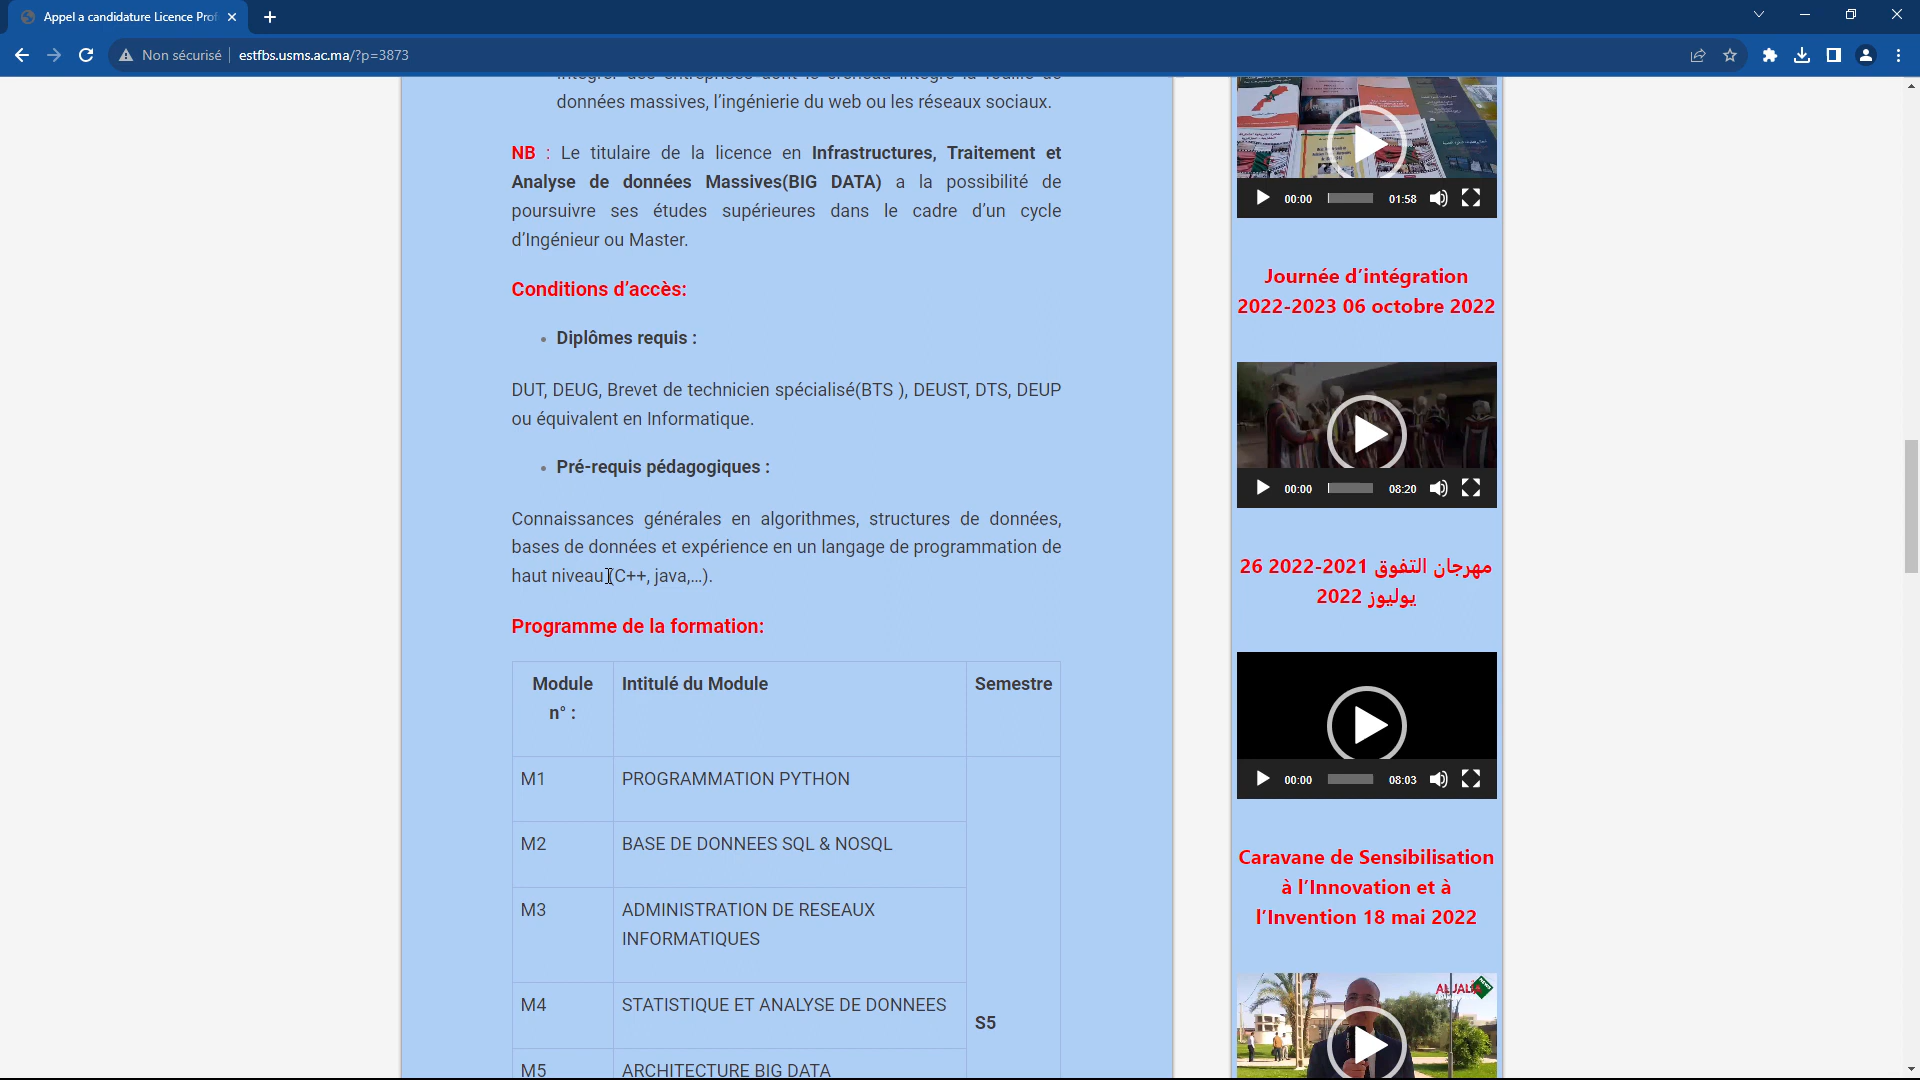 Appel a candidature Licence Prof
Non sécurisé
estfbs.usms.ac.ma/?p=3873
données massives, l’ingénierie du web ou les réseaux sociaux.
NB : Le titulaire de la licence en Infrastructures, Traitement et
Analyse de données Massives(BIG DATA) a la possibilité de
poursuivre ses études supérieures dans le cadre d’un cycle
d’Ingénieur ou Master.
Conditions d’accès:
Diplômes requis :
DUT, DEUG, Brevet de technicien spécialisé(BTS ), DEUST, DTS, DEUP
ou équivalent en Informatique.
Pré-requis pédagogiques :
Connaissances générales en algorithmes, structures de données,
bases de données et expérience en un langage de programmation de
haut niveau (C++, java,…).
Programme de la formation:
Module n° :
Intitulé du Module
Semestre
M1
PROGRAMMATION PYTHON
M2
BASE DE DONNEES SQL & NOSQL
M3
ADMINISTRATION DE RESEAUX
INFORMATIQUES
M4
STATISTIQUE ET ANALYSE DE DONNEES
S5
M5
ARCHITECTURE BIG DATA
00:00
01:58
Journée d’intégration
2022-2023 06 octobre 2022
00:00
08:20
مهرجان التفوق 2021-2022 26
يوليوز 2022
00:00
08:03
Caravane de Sensibilisation
à l’Innovation et à
l’Invention 18 mai 2022